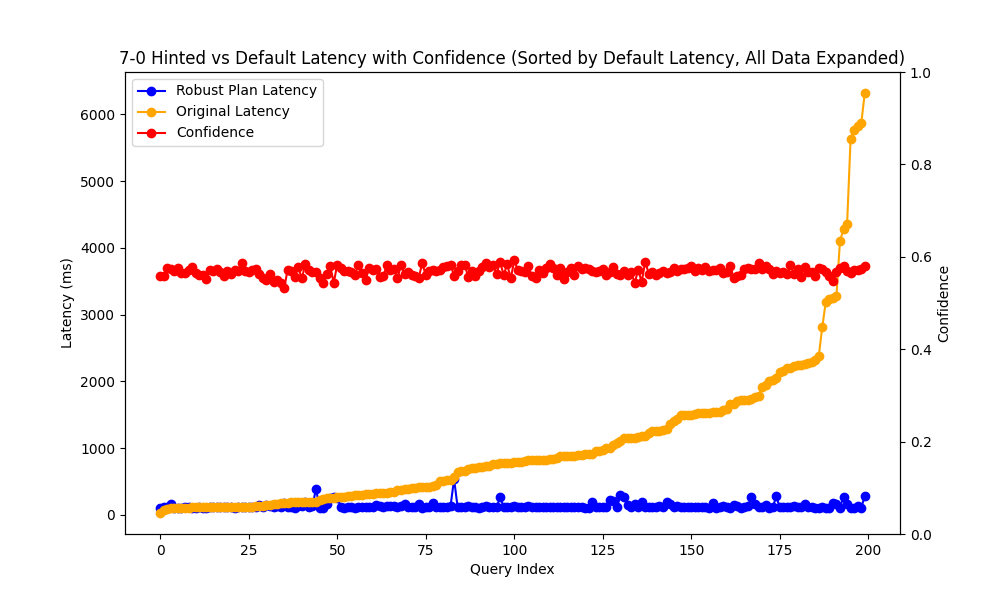 7-0 Hinted vs Default Latency with Confidence (Sorted by Default Latency, All Data Expanded)
Robust Plan Latency
Original Latency
Confidence
Latency (ms)
6000
5000
4000
3000
2000
1000
0
1.0
0.8
0.6
0.4
0.2
0.0
Confidence
0 25 50 75 100 125 150 175 200
Query Index